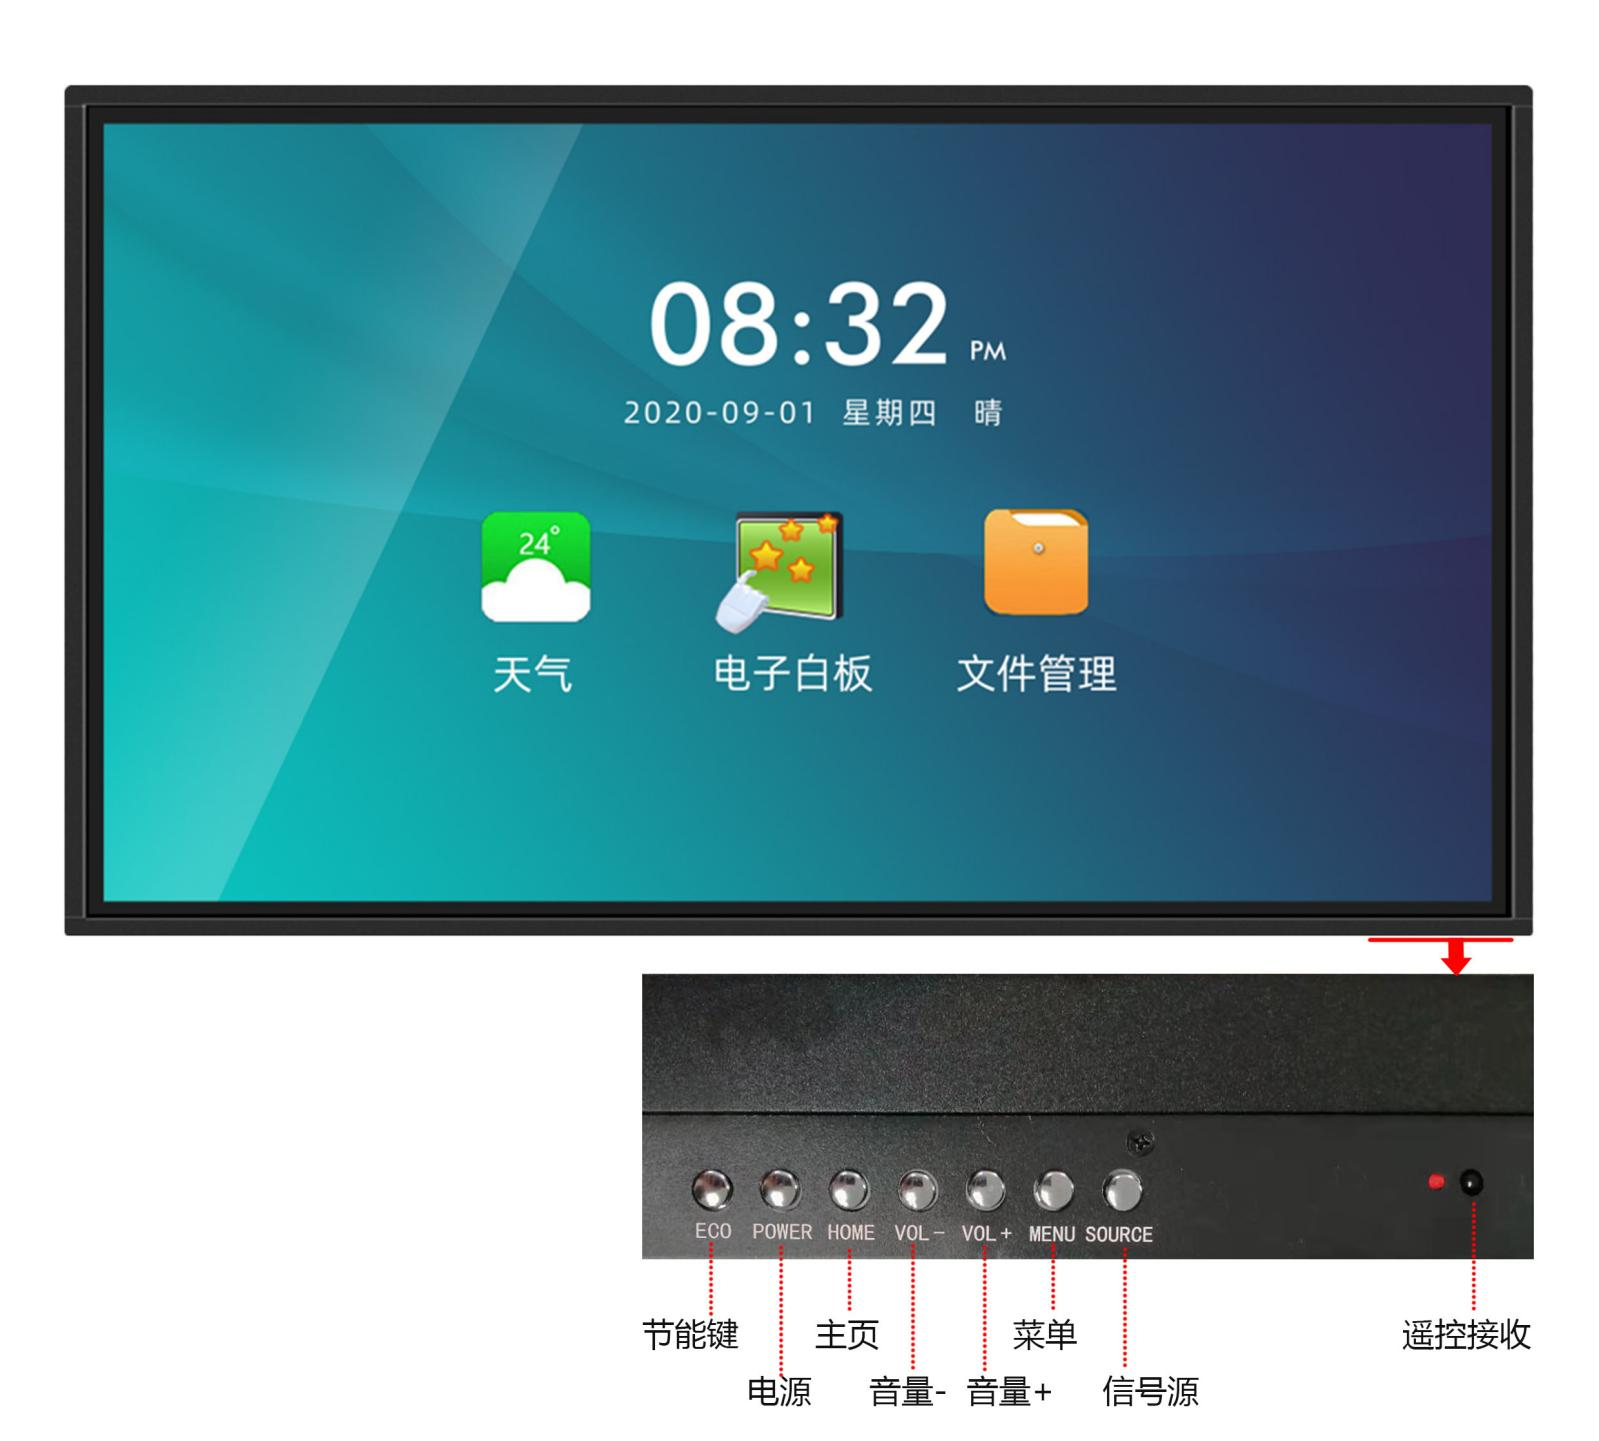 08:32 PM
2020-09-01 星期四 晴
24°
天气 电子白板 文件管理
ECO POWER HOME VOL- VOL+ MENU SOURCE
节能键 主页 菜单 遥控接收
电源 音量- 音量+ 信号源